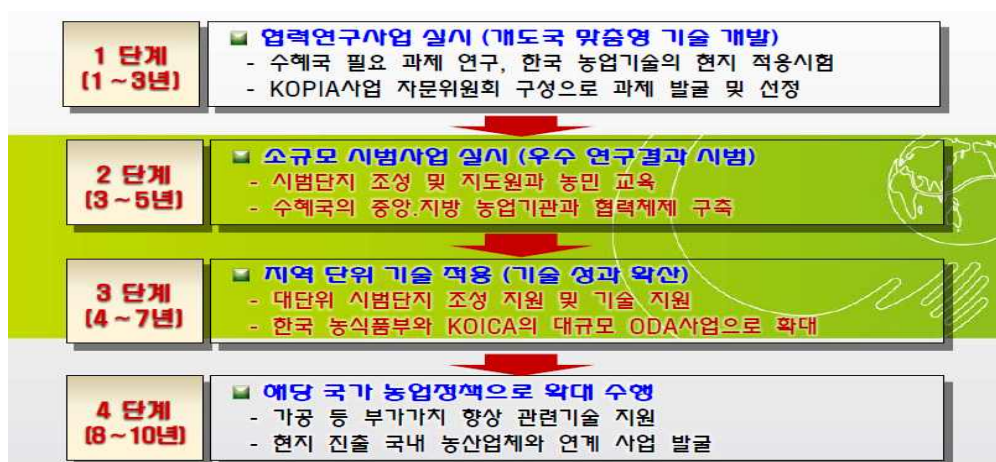 1 단계
(1 ~ 3년)
협력연구사업 실시 (개도국 맞춤형 기술 개발)
- 수혜국 필요 과제 연구, 한국 농업기술의 현지 적용시험
- KOPIA사업 자문위원회 구성으로 과제 발굴 및 선정
2 단계
(3 ~ 5년)
소규모 시범사업 실시 (우수 연구결과 시범)
- 시범단지 조성 및 지도원과 농민 교육
- 수혜국의 중앙.지방 농업기관과 협력체제 구축
3 단계
(4 ~ 7년)
지역 단위 기술 적용 (기술 성과 확산)
- 대단위 시범단지 조성 지원 및 기술 지원
- 한국 농식품부와 KOICA의 대규모 ODA사업으로 확대
4 단계
(8 ~ 10년)
해당 국가 농업정책으로 확대 수행
- 가공 등 부가가치 향상 관련기술 지원
- 현지 진출 국내 농산업체와 연계 사업 발굴